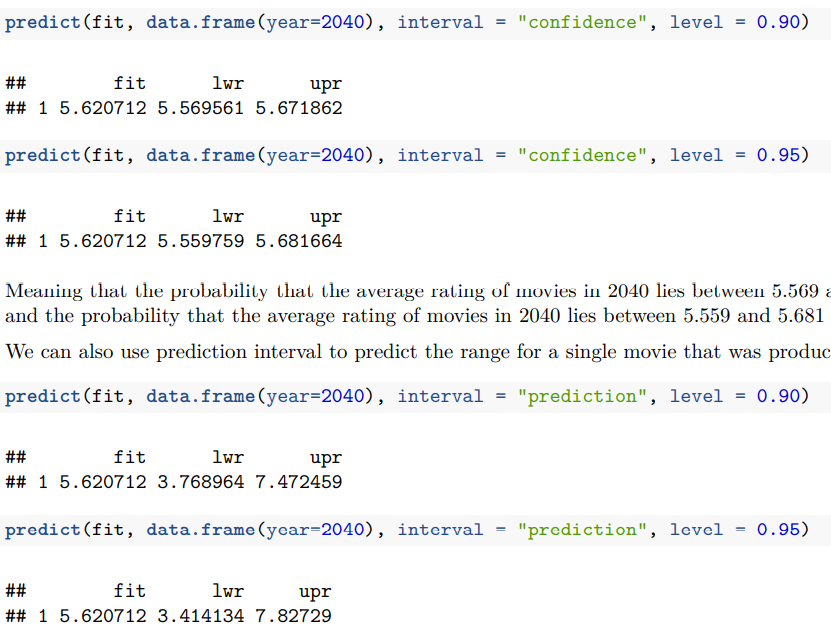 predict(fit, data.frame(year=2040), interval = "confidence", level = 0.90)
## fit lwr upr
## 1 5.620712 5.569561 5.671862
predict(fit, data.frame(year=2040), interval = "confidence", level = 0.95)
## fit lwr upr
## 1 5.620712 5.559759 5.681664
Meaning that the probability that the average rating of movies in 2040 lies between 5.569
and the probability that the average rating of movies in 2040 lies between 5.559 and 5.681
We can also use prediction interval to predict the range for a single movie that was produc
predict(fit, data.frame(year=2040), interval = "prediction", level = 0.90)
## fit lwr upr
## 1 5.620712 3.768964 7.472459
predict(fit, data.frame(year=2040), interval = "prediction", level = 0.95)
## fit lwr upr
## 1 5.620712 3.414134 7.82729